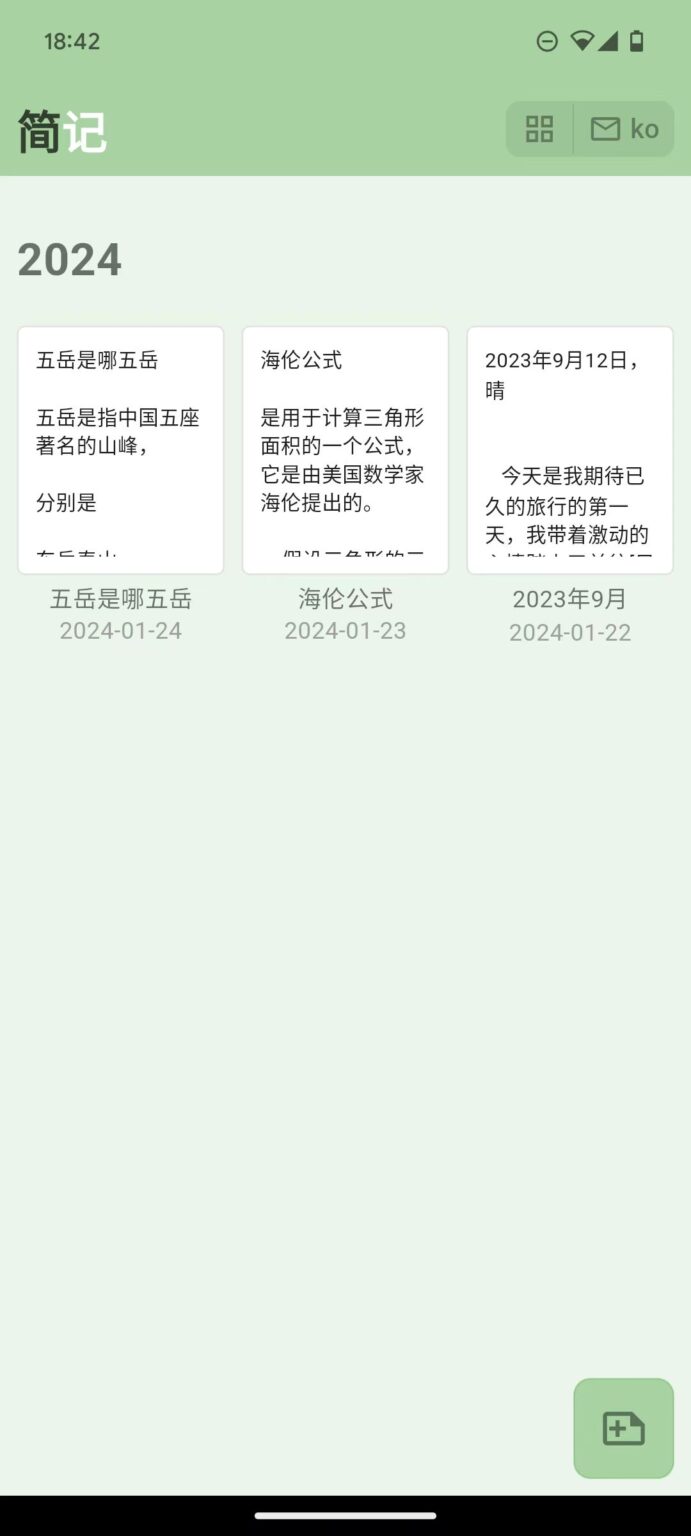 18:42
简记
ko
2024
五岳是哪五岳
五岳是指中国五座
著名的山峰，
分别是
海伦公式
是用于计算三角形
面积的一个公式，
它是由美国数学家
海伦提出的。
2023年9月12日，
晴
今天是我期待已
久的旅行的第一
天，我带着激动的
五岳是哪五岳
2024-01-24
海伦公式
2024-01-23
2023年9月
2024-01-22